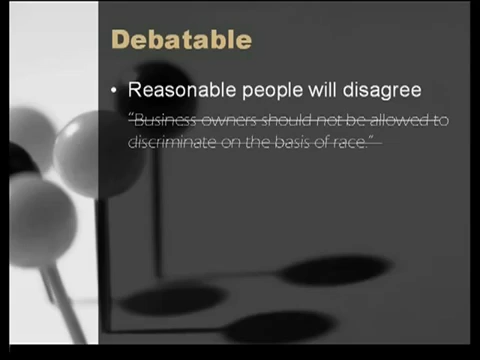 Debatable
• Reasonable people will disagree
"Business owners should not be allowed to
discriminate on the basis of race."